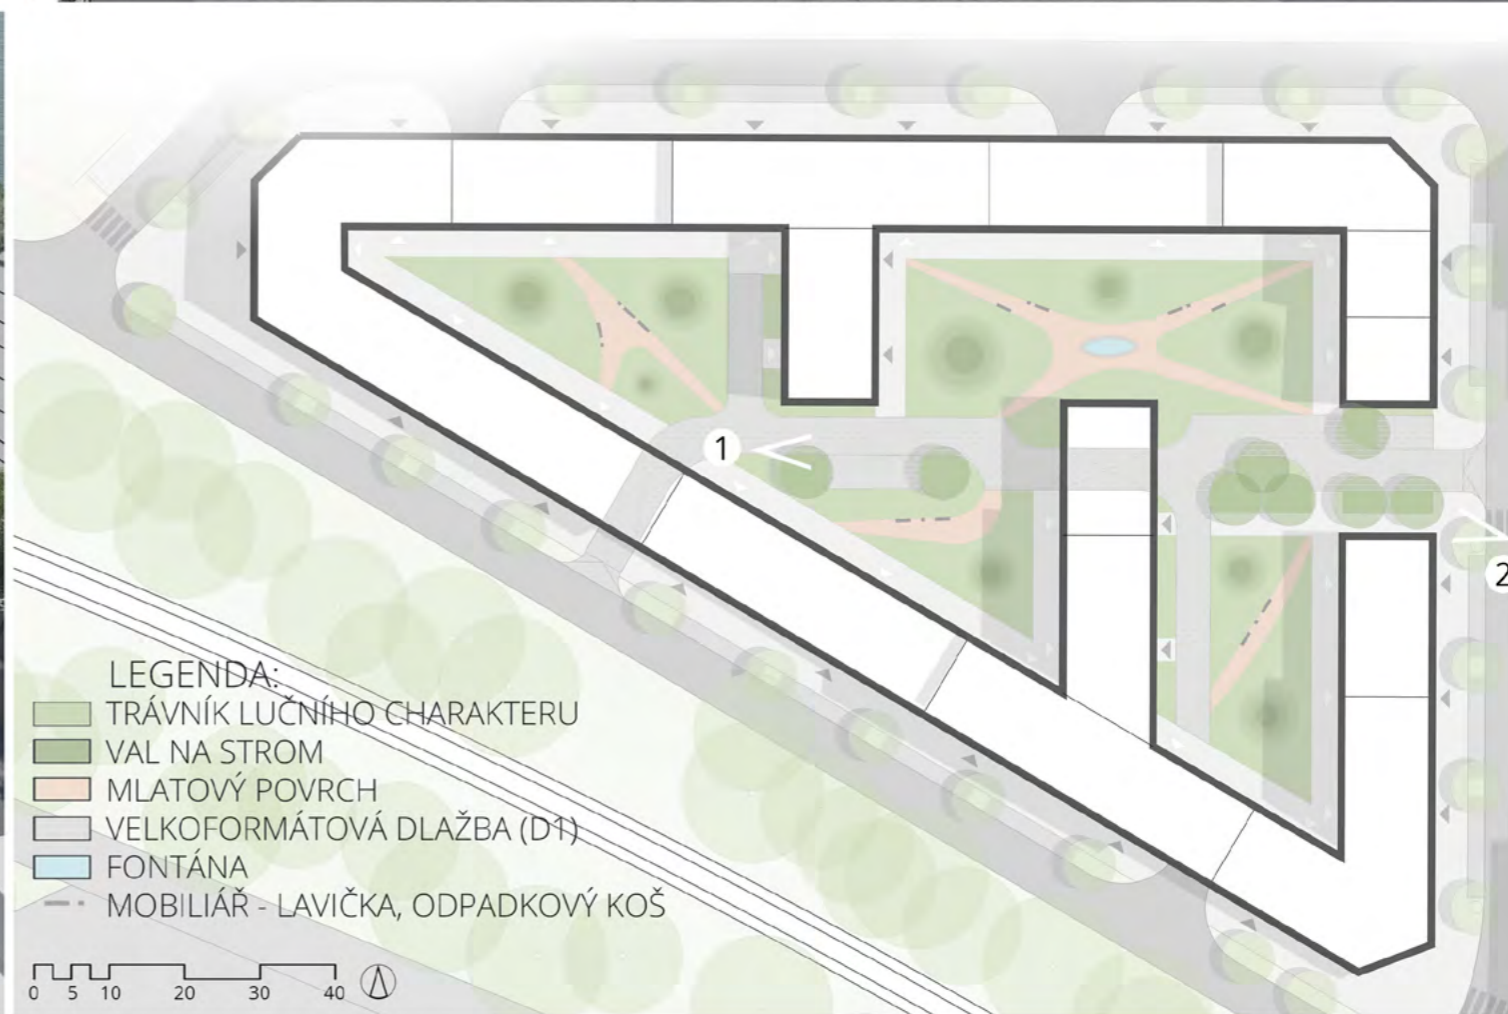 1
2
LEGENDA:
TRÁVNÍK LUČNÍHO CHARAKTERU
VAL NA STROM
MLATOVÝ POVRCH
VELKOFORMÁTOVÁ DLAŽBA (D1)
FONTÁNA
MOBILIÁŘ - LAVIČKA, ODPADKOVÝ KOŠ
0 5 10 20 30 40